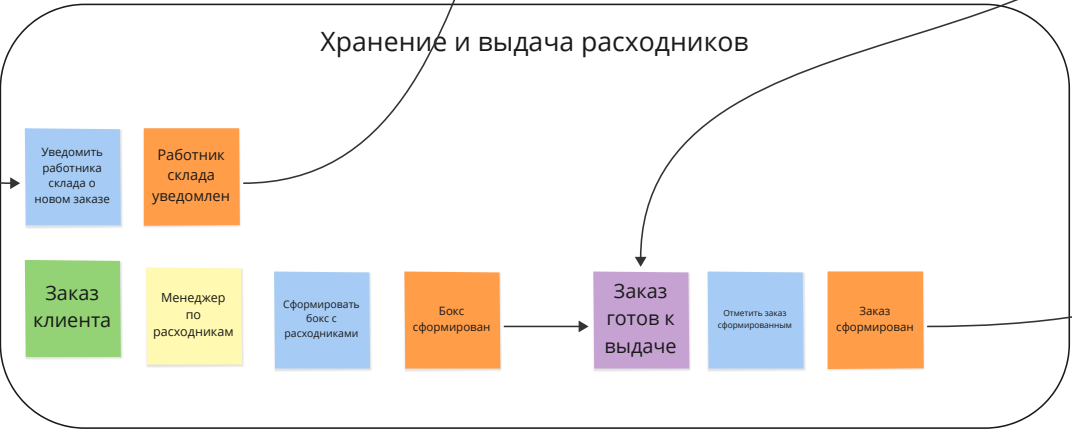 Хранение и выдача расходников
Уведомить
работника
склада о
новом заказе
Работник
склада
уведомлен
Заказ
клиента
Менеджер
по
расходникам
Сформировать
бокс с
расходниками
Бокс
сформирован
Заказ
готов к
выдаче
Отметить заказ
сформированным
Заказ
сформирован